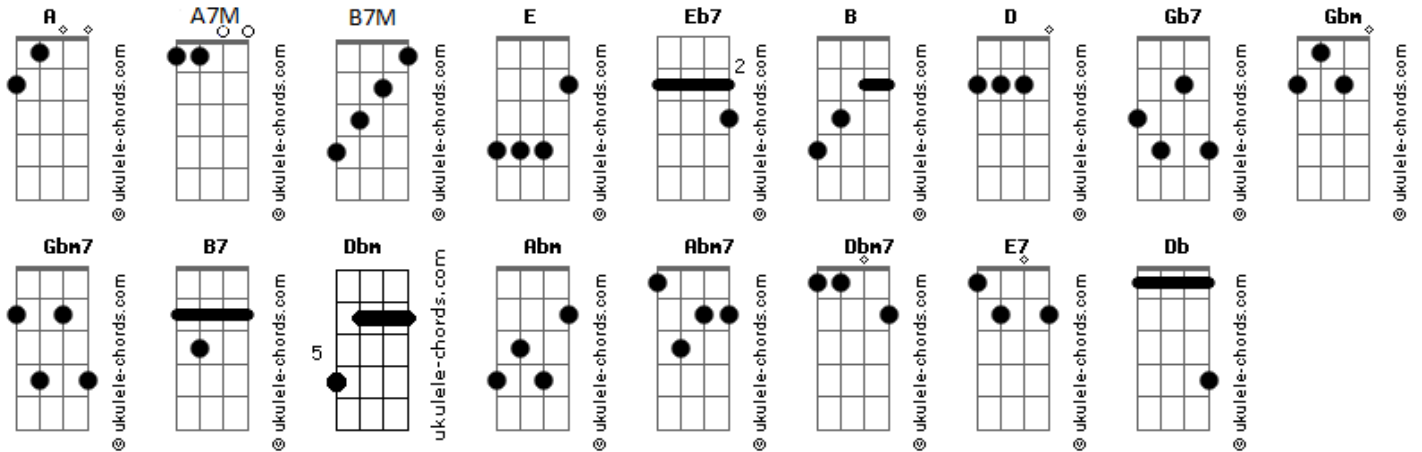 A A7M B7M E Eb7 B D Gb7 Gbm
2
© ukulele-chords.com © ukulele-chords.com © ukulele-chords.com © ukulele-chords.com © ukulele-chords.com © ukulele-chords.com © ukulele-chords.com © ukulele-chords.com © ukulele-chords.com
Gbm7 B7 Dbm Abm Abm7 Dbm7 E7 Db
5
© ukulele-chords.com © ukulele-chords.com ukulele-chords.com © ukulele-chords.com © ukulele-chords.com © ukulele-chords.com © ukulele-chords.com © ukulele-chords.com